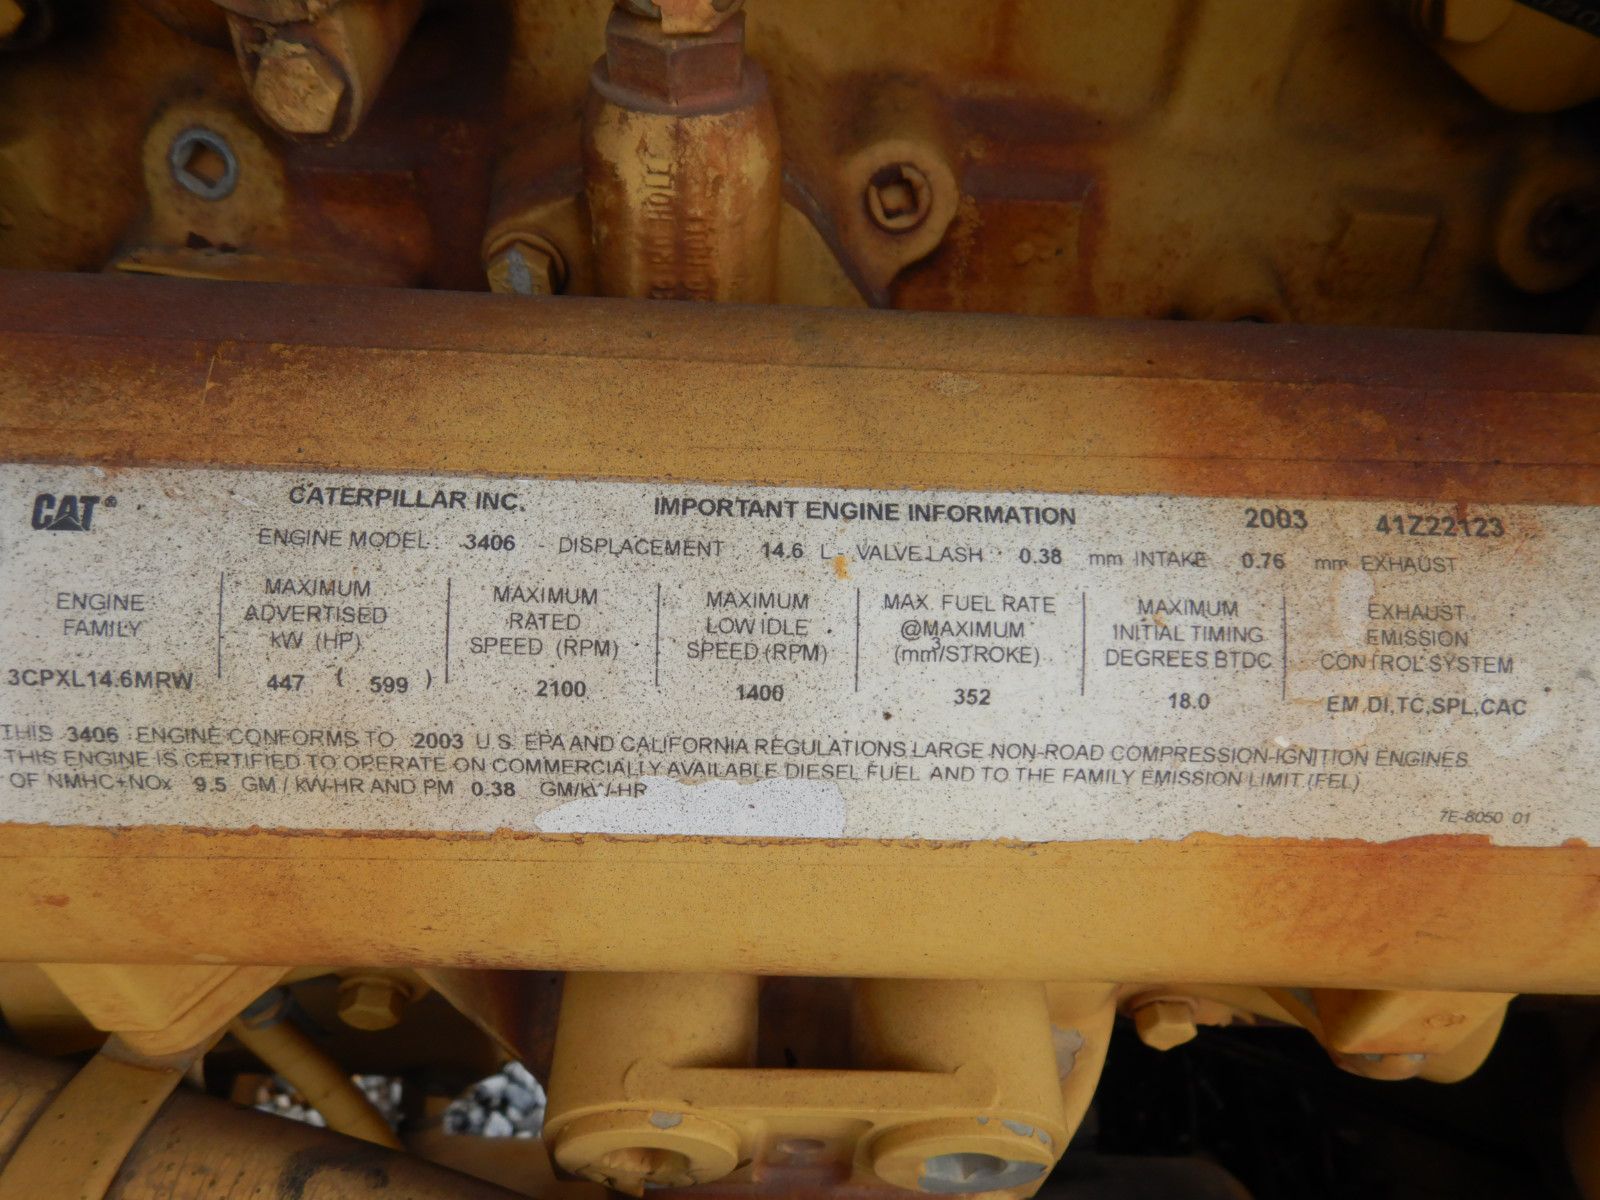 CAT® CATERPILLAR INC. IMPORTANT ENGINE INFORMATION 2003 41Z22123
ENGINE MODEL: 3406 - DISPLACEMENT: 14.6 L - VALVE LASH: 0.38 mm INTAKE 0.76 mm EXHAUST
ENGINE
FAMILY
3CPXL14.6MRW
MAXIMUM
ADVERTISED
kW (HP)
447 ( 599 )
MAXIMUM
RATED
SPEED (RPM)
2100
MAXIMUM
LOW IDLE
SPEED (RPM)
1400
MAX. FUEL RATE
@MAXIMUM
(mm³/STROKE)
352
MAXIMUM
INITIAL TIMING
DEGREES BTDC
18.0
EXHAUST
EMISSION
CONTROL SYSTEM
EM,DI,TC,SPL,CAC
THIS 3406 ENGINE CONFORMS TO 2003 U.S. EPA AND CALIFORNIA REGULATIONS LARGE NON-ROAD COMPRESSION-IGNITION ENGINES
THIS ENGINE IS CERTIFIED TO OPERATE ON COMMERCIALLY AVAILABLE DIESEL FUEL AND TO THE FAMILY EMISSION LIMIT (FEL)
OF NMHC+NOx 9.5 GM / kW-HR AND PM 0.38 GM/kW-HR
7E-8050 01